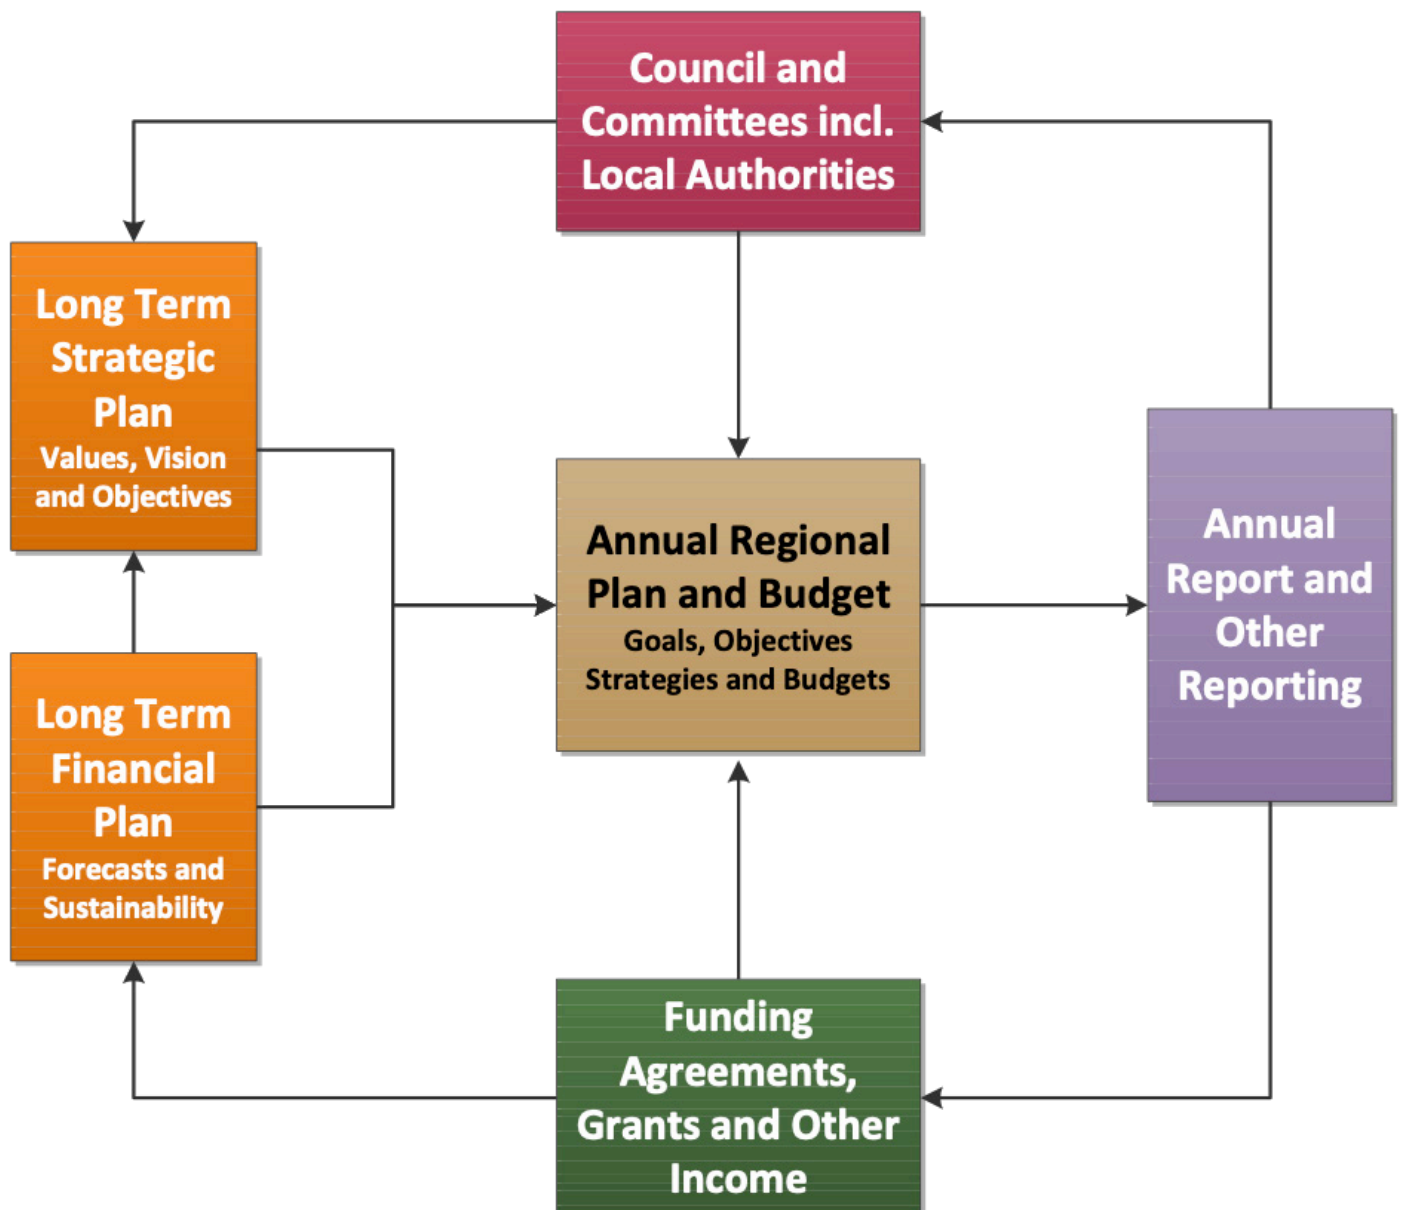 Council and
Committees incl.
Local Authorities
Long Term
Strategic
Plan
Values, Vision
and Objectives
Annual Regional
Plan and Budget
Goals, Objectives
Strategies and Budgets
Annual
Report and
Other
Reporting
Long Term
Financial
Plan
Forecasts and
Sustainability
Funding
Agreements,
Grants and Other
Income